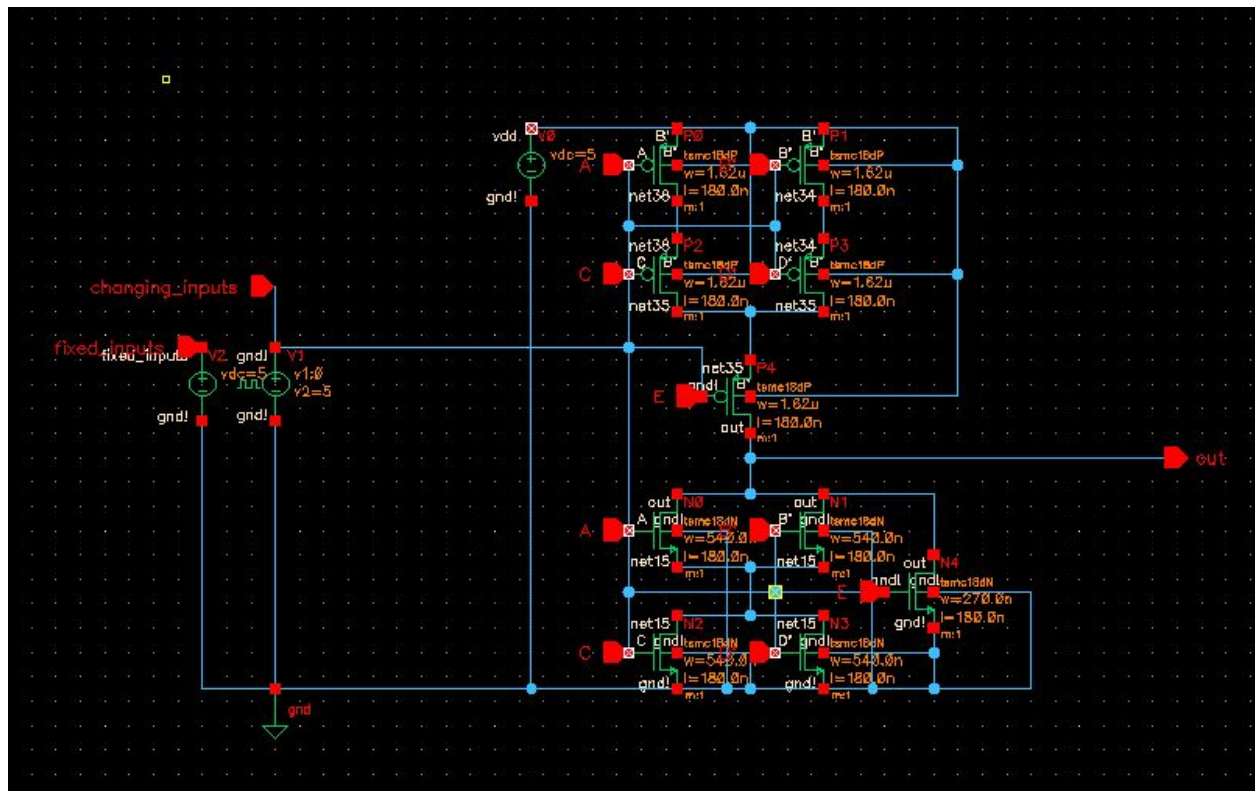 vdd V0 B' P0 B' P1
vdc=5 A A B' tsmc18dP B' B' tsmc18dP
w=1.62u w=1.62u
gnd! net38 l=180.0n net34 l=180.0n
m:1 m:1
net38 P2 net34 P3
C C B' tsmc18dP D' B' tsmc18dP
w=1.62u w=1.62u
changing_inputs net35 l=180.0n net35 l=180.0n
m:1 m:1
fixed_inputs fixed_inputs V2 gnd! V1 net35 P4
vdc=5 v1:0 gnd! B' tsmc18dP
v2=5 E w=1.62u
gnd! gnd! l=180.0n
out m:1
out
out N0 out N1
A A gnd! tsmc18dN B' gnd! tsmc18dN
w=540.0n w=540.0n
net15 l=180.0n net15 l=180.0n out N4
m:1 m:1 gnd! gnd! tsmc18dN
E w=270.0n
net15 N2 net15 N3 l=180.0n
gnd! m:1
C C gnd! tsmc18dN D' gnd! tsmc18dN
w=540.0n w=540.0n
gnd! l=180.0n gnd! l=180.0n
m:1 m:1
gnd